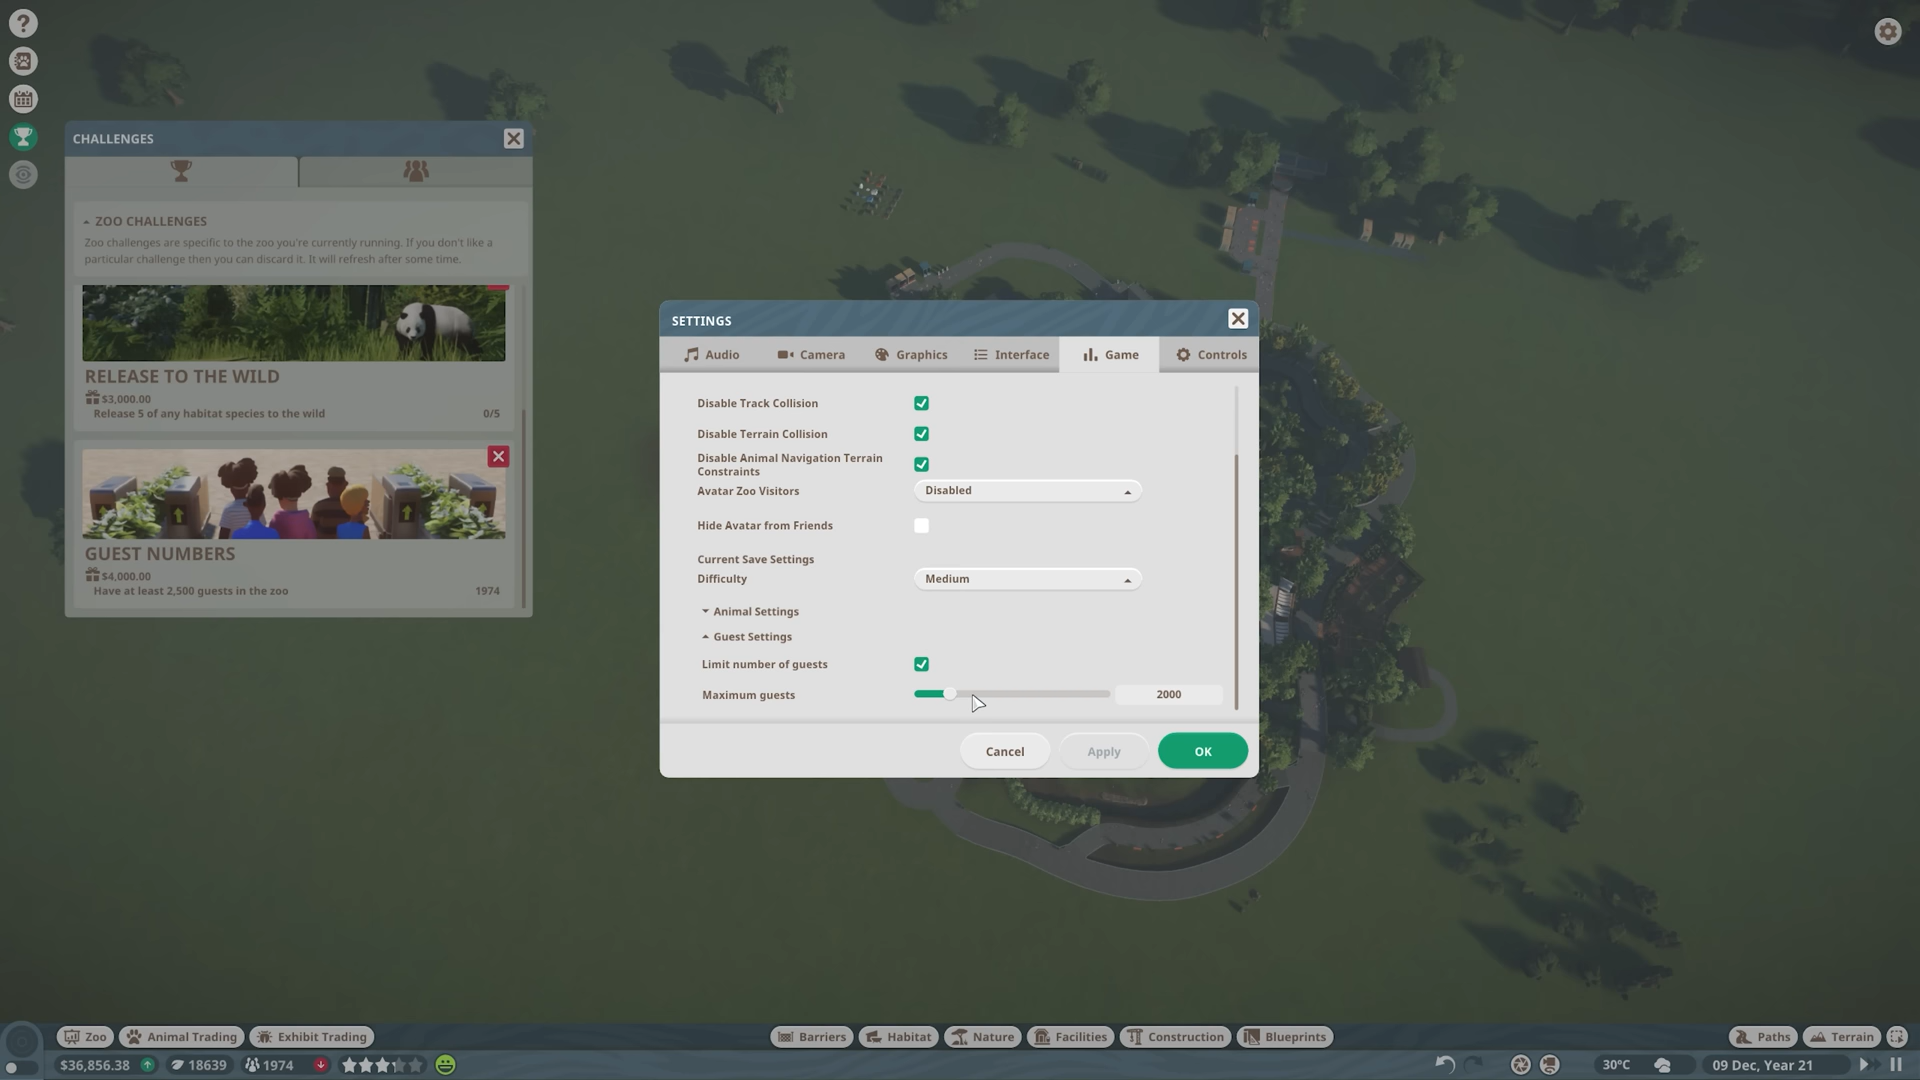 CHALLENGES
ZOO CHALLENGES
Zoo challenges are specific to the zoo you're currently running. If you don't like a
particular challenge then you can discard it. It will refresh after some time.
RELEASE TO THE WILD
$3,000.00
Release 5 of any habitat species to the wild 0/5
GUEST NUMBERS
$4,000.00
Have at least 2,500 guests in the zoo 1974
SETTINGS
Audio Camera Graphics Interface Game Controls
Disable Track Collision
Disable Terrain Collision
Disable Animal Navigation Terrain
Constraints
Avatar Zoo Visitors Disabled
Hide Avatar from Friends
Current Save Settings
Difficulty Medium
Animal Settings
Guest Settings
Limit number of guests
Maximum guests 2000
Cancel Apply OK
Zoo Animal Trading Exhibit Trading Barriers Habitat Nature Facilities Construction Blueprints Paths Terrain
$36,856.38 18639 1974 30°C 09 Dec, Year 21